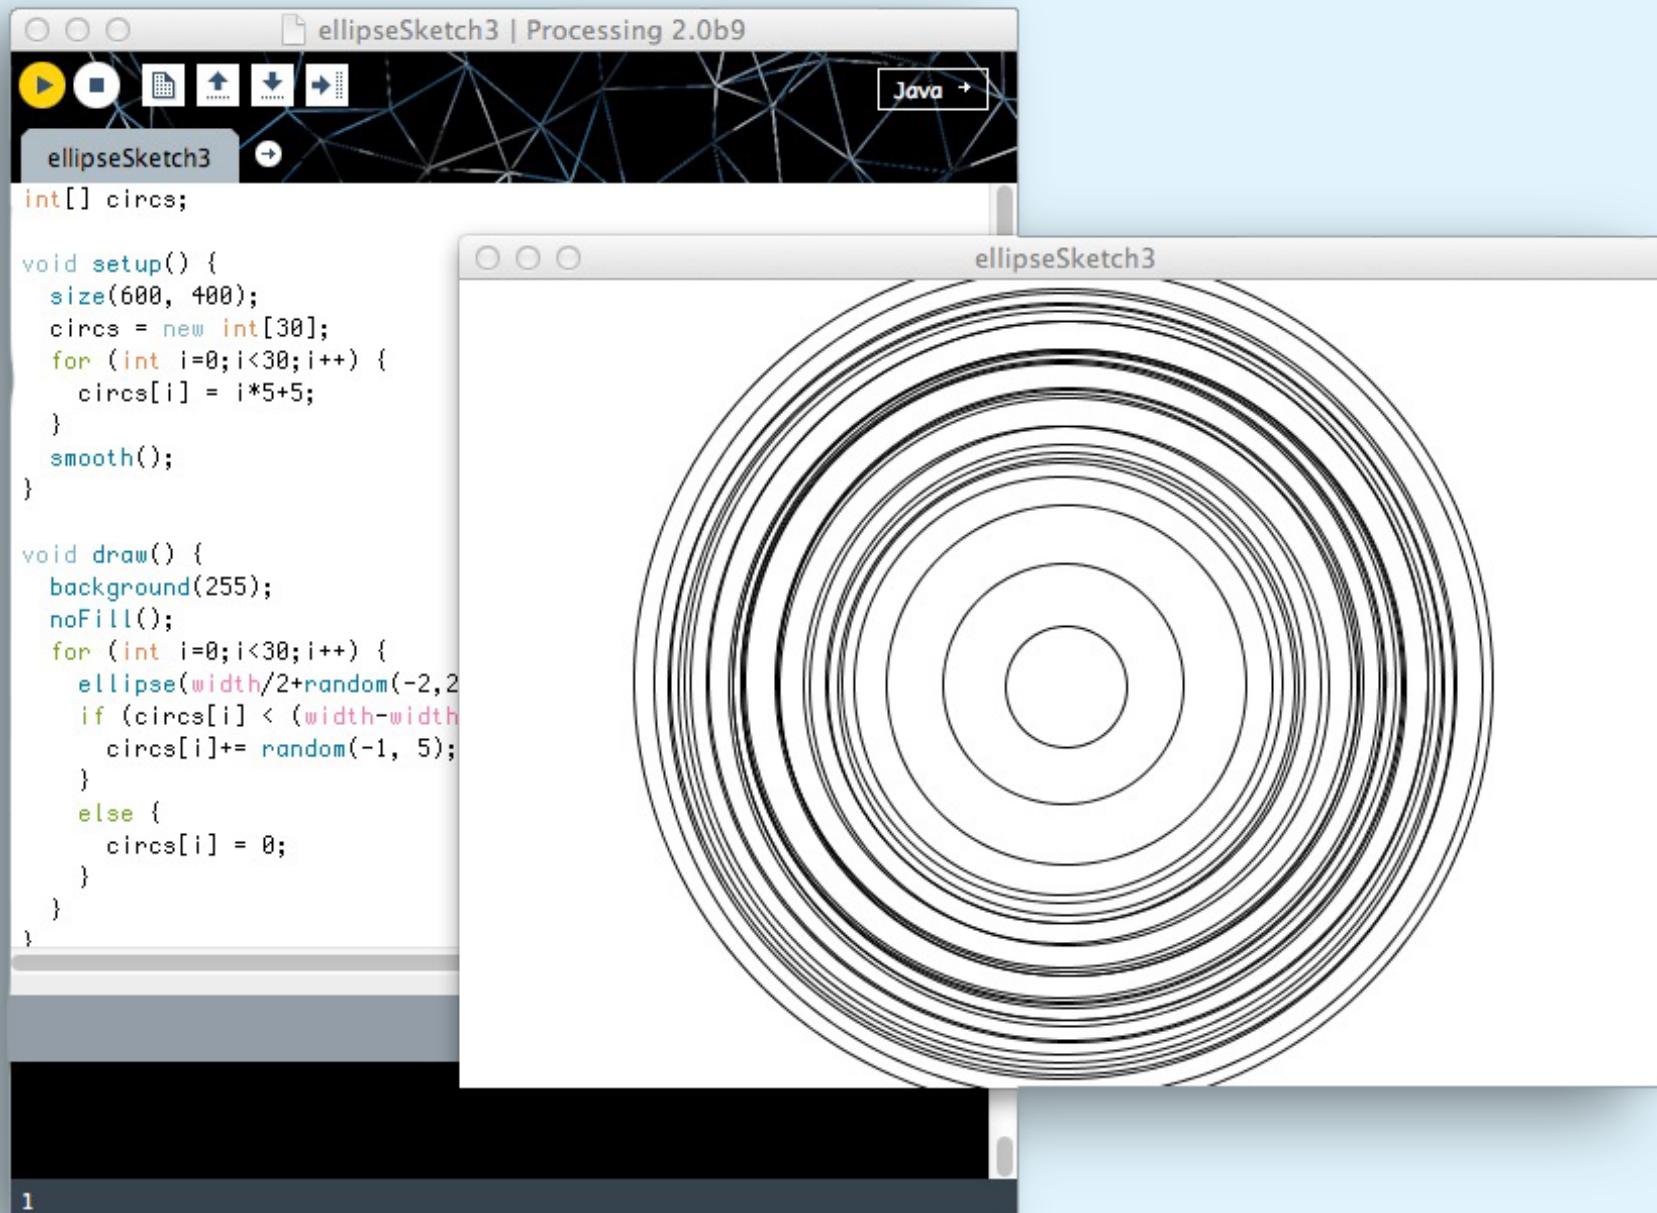 ellipseSketch3 | Processing 2.0b9
Java
ellipseSketch3
int[] circs;
void setup() {
size(600, 400);
circs = new int[30];
for (int i=0;i<30;i++) {
circs[i] = i*5+5;
}
smooth();
}
void draw() {
background(255);
noFill();
for (int i=0;i<30;i++) {
ellipse(width/2+random(-2,2
if (circs[i] < (width-width
circs[i]+= random(-1, 5);
}
else {
circs[i] = 0;
}
}
}
1
ellipseSketch3